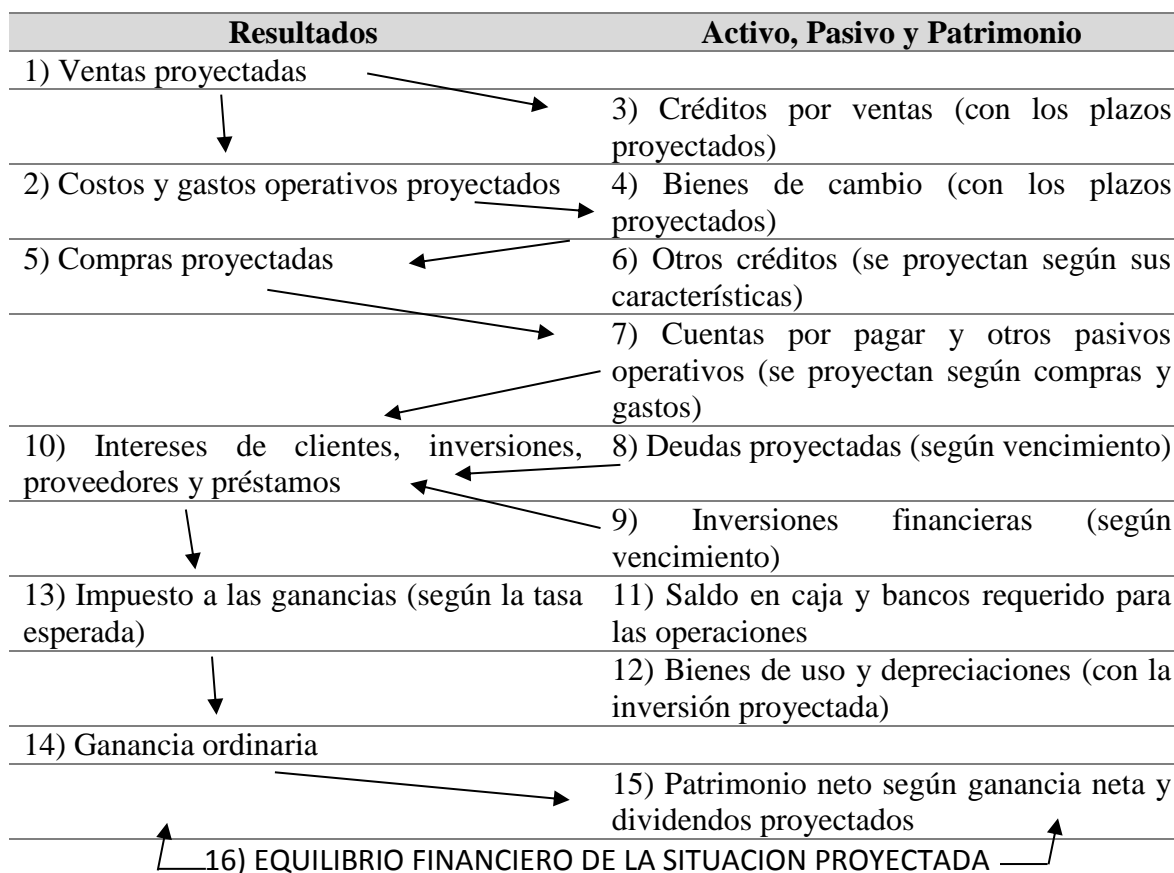 Resultados Activo, Pasivo y Patrimonio
1) Ventas proyectadas
3) Créditos por ventas (con los plazos
proyectados)
2) Costos y gastos operativos proyectados
4) Bienes de cambio (con los plazos
proyectados)
5) Compras proyectadas
6) Otros créditos (se proyectan según sus
características)
7) Cuentas por pagar y otros pasivos
operativos (se proyectan según compras y
gastos)
10) Intereses de clientes, inversiones,
proveedores y préstamos
8) Deudas proyectadas (según vencimiento)
9) Inversiones financieras (según
vencimiento)
13) Impuesto a las ganancias (según la tasa
esperada)
11) Saldo en caja y bancos requerido para
las operaciones
12) Bienes de uso y depreciaciones (con la
inversión proyectada)
14) Ganancia ordinaria
15) Patrimonio neto según ganancia neta y
dividendos proyectados
16) EQUILIBRIO FINANCIERO DE LA SITUACION PROYECTADA